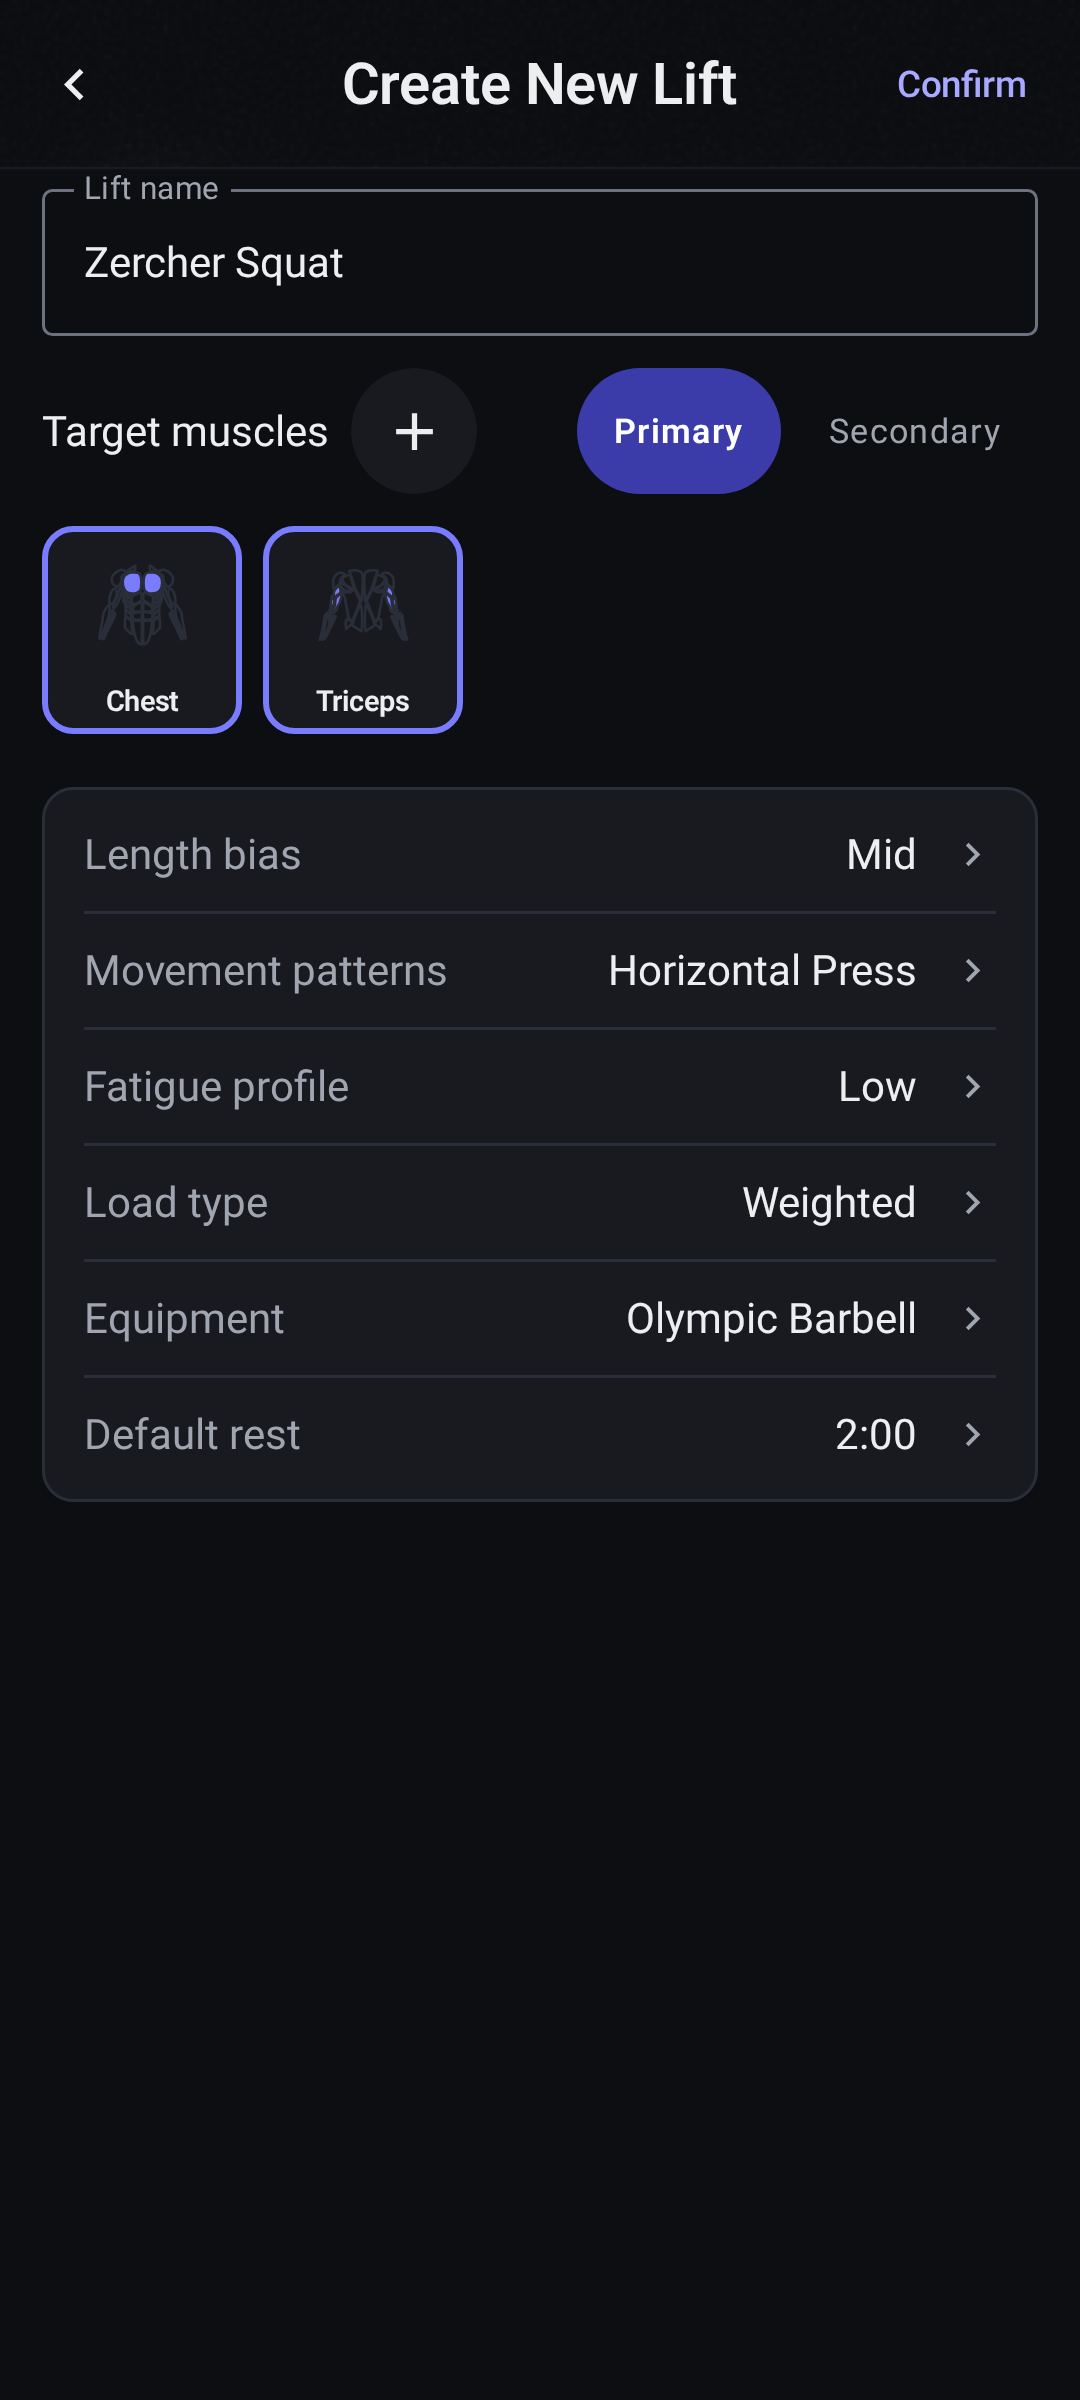 Create New Lift
Confirm
Lift name
Zercher Squat
Target muscles
Primary
Secondary
Chest
Triceps
Length bias
Mid
Movement patterns
Horizontal Press
Fatigue profile
Low
Load type
Weighted
Equipment
Olympic Barbell
Default rest
2:00